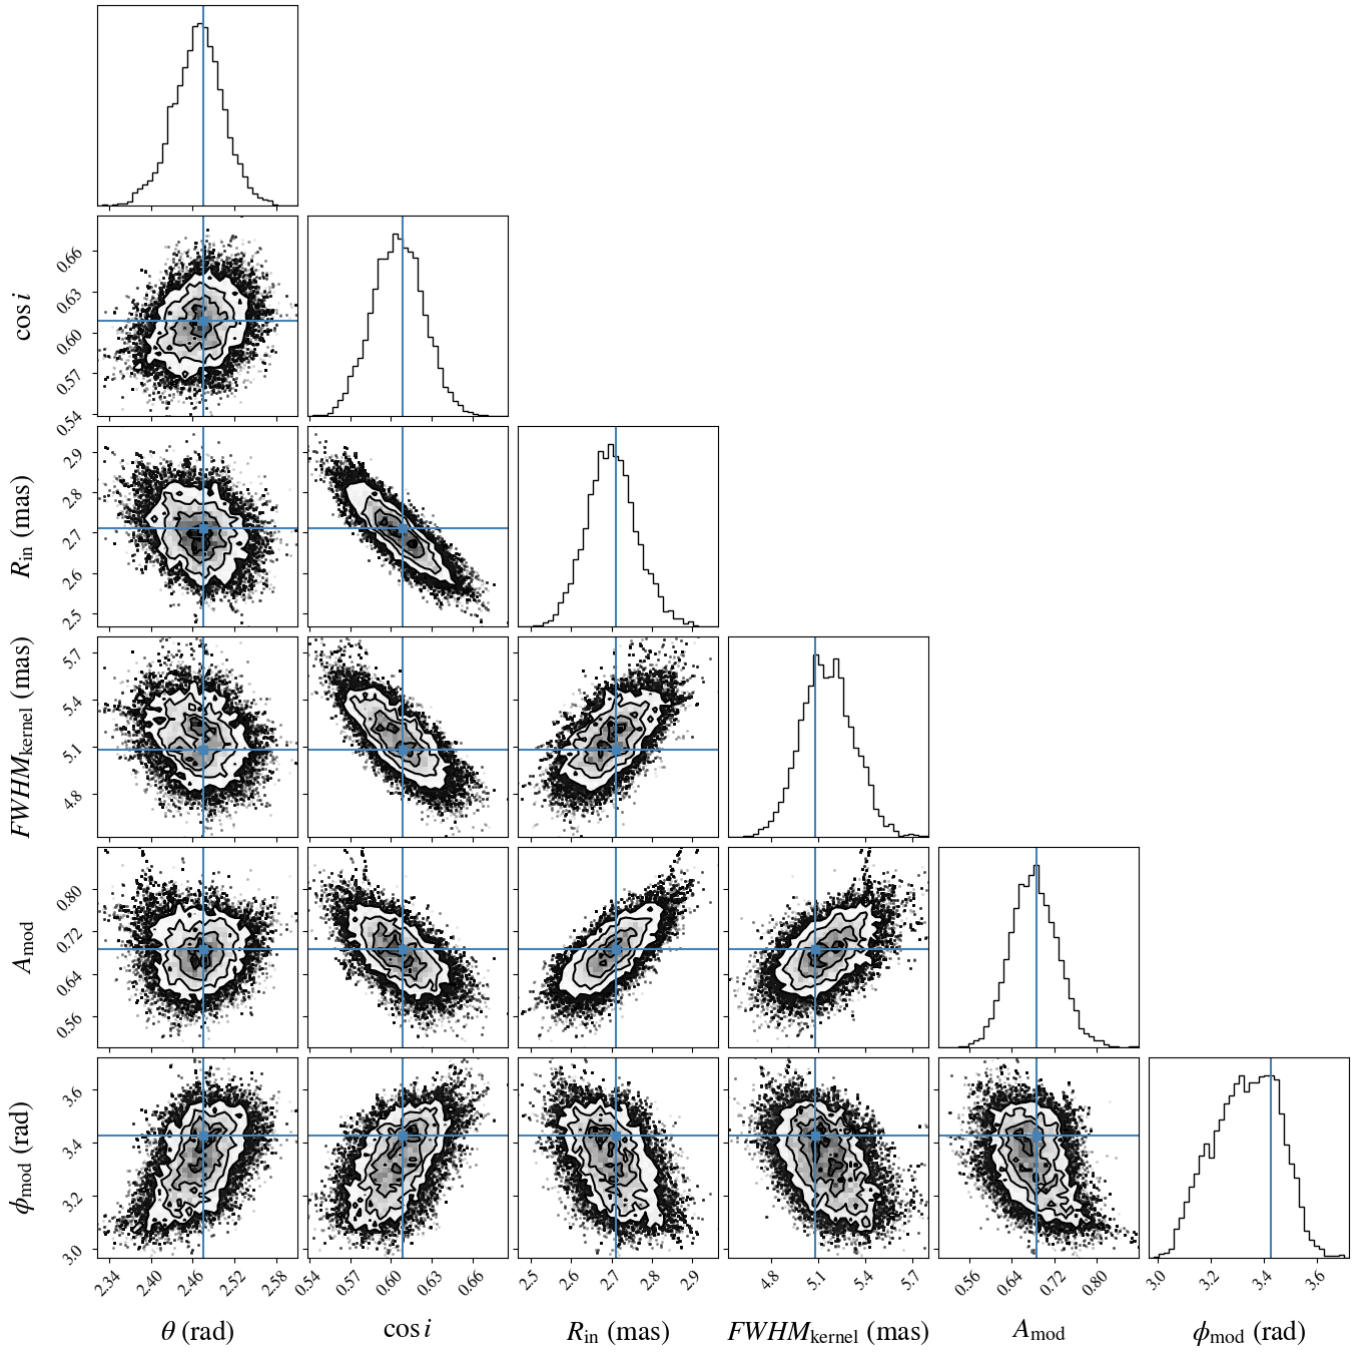 cos i
0.66
0.63
0.60
0.57
0.54
R_in (mas)
2.9
2.8
2.7
2.6
2.5
FWHM_kernel (mas)
5.7
5.4
5.1
4.8
A_mod
0.80
0.72
0.64
0.56
ϕ_mod (rad)
3.6
3.4
3.2
3.0
2.34 2.40 2.46 2.52 2.58
0.54 0.57 0.60 0.63 0.66
2.5 2.6 2.7 2.8 2.9
4.8 5.1 5.4 5.7
0.56 0.64 0.72 0.80
3.0 3.2 3.4 3.6
θ (rad)
cos i
R_in (mas)
FWHM_kernel (mas)
A_mod
ϕ_mod (rad)